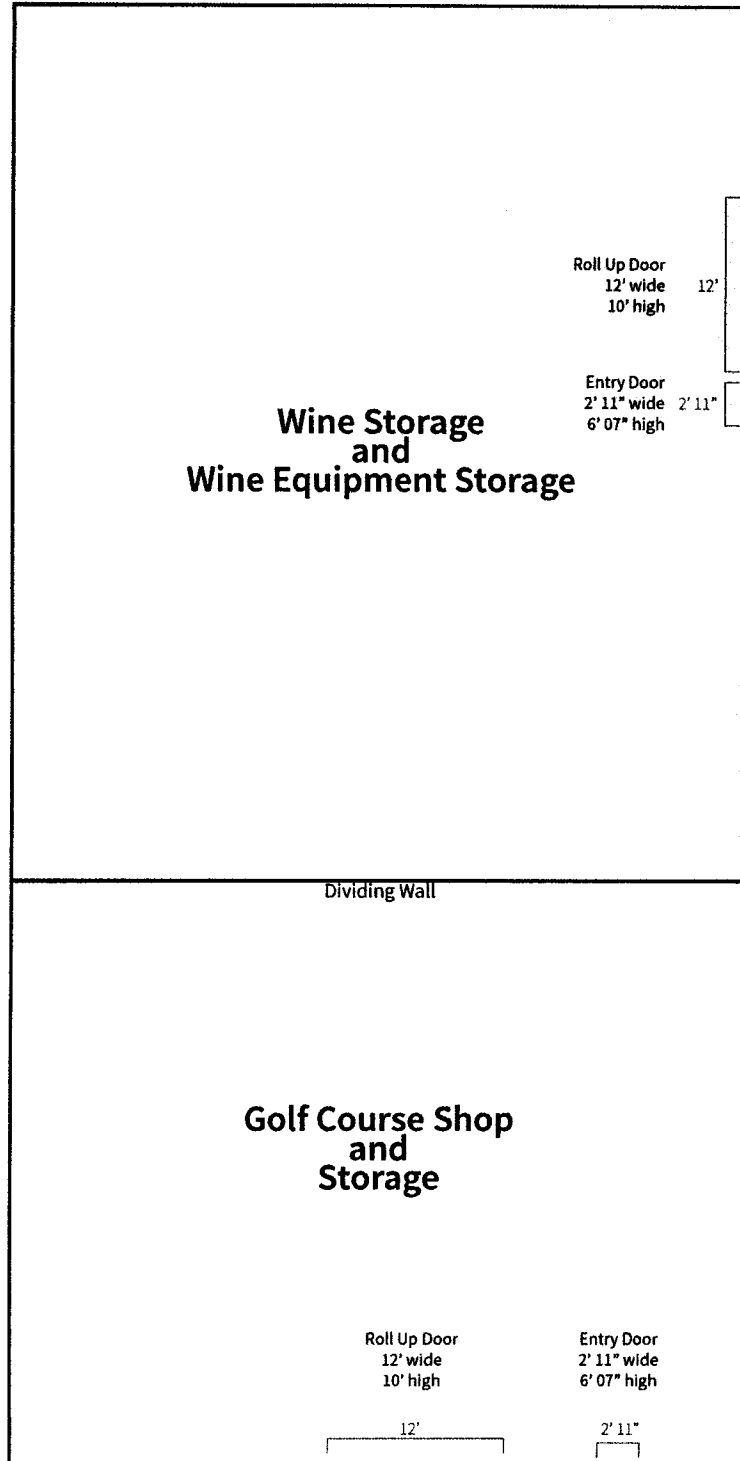 Roll Up Door
12' wide
10' high
12'
Entry Door
2' 11" wide
6' 07" high
2' 11"
Wine Storage
and
Wine Equipment Storage
Dividing Wall
Golf Course Shop
and
Storage
Roll Up Door
12' wide
10' high
12'
Entry Door
2' 11" wide
6' 07" high
2' 11"